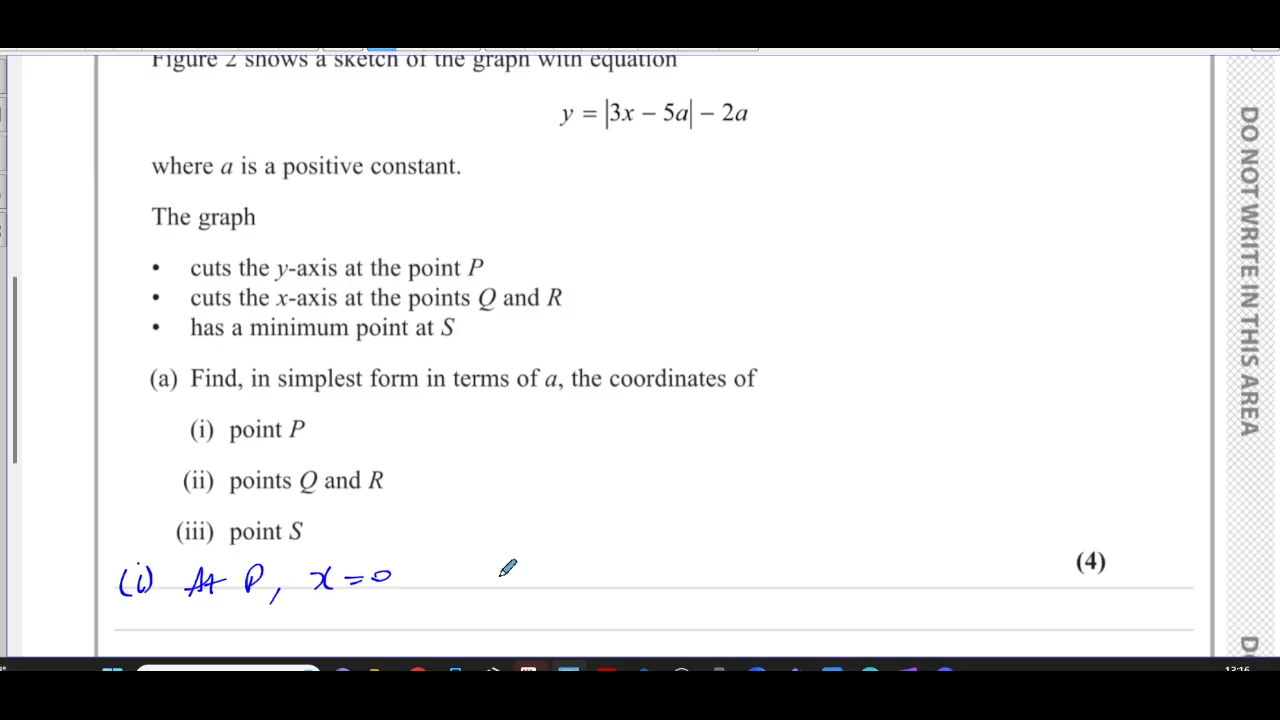 Figure 2 shows a sketch of the graph with equation
y = |3x − 5a| − 2a
where a is a positive constant.
The graph
• cuts the y-axis at the point P
• cuts the x-axis at the points Q and R
• has a minimum point at S
(a) Find, in simplest form in terms of a, the coordinates of
(i) point P
(ii) points Q and R
(iii) point S
(4)
(i) At P, x=0
DO NOT WRITE IN THIS AREA
D
13:16